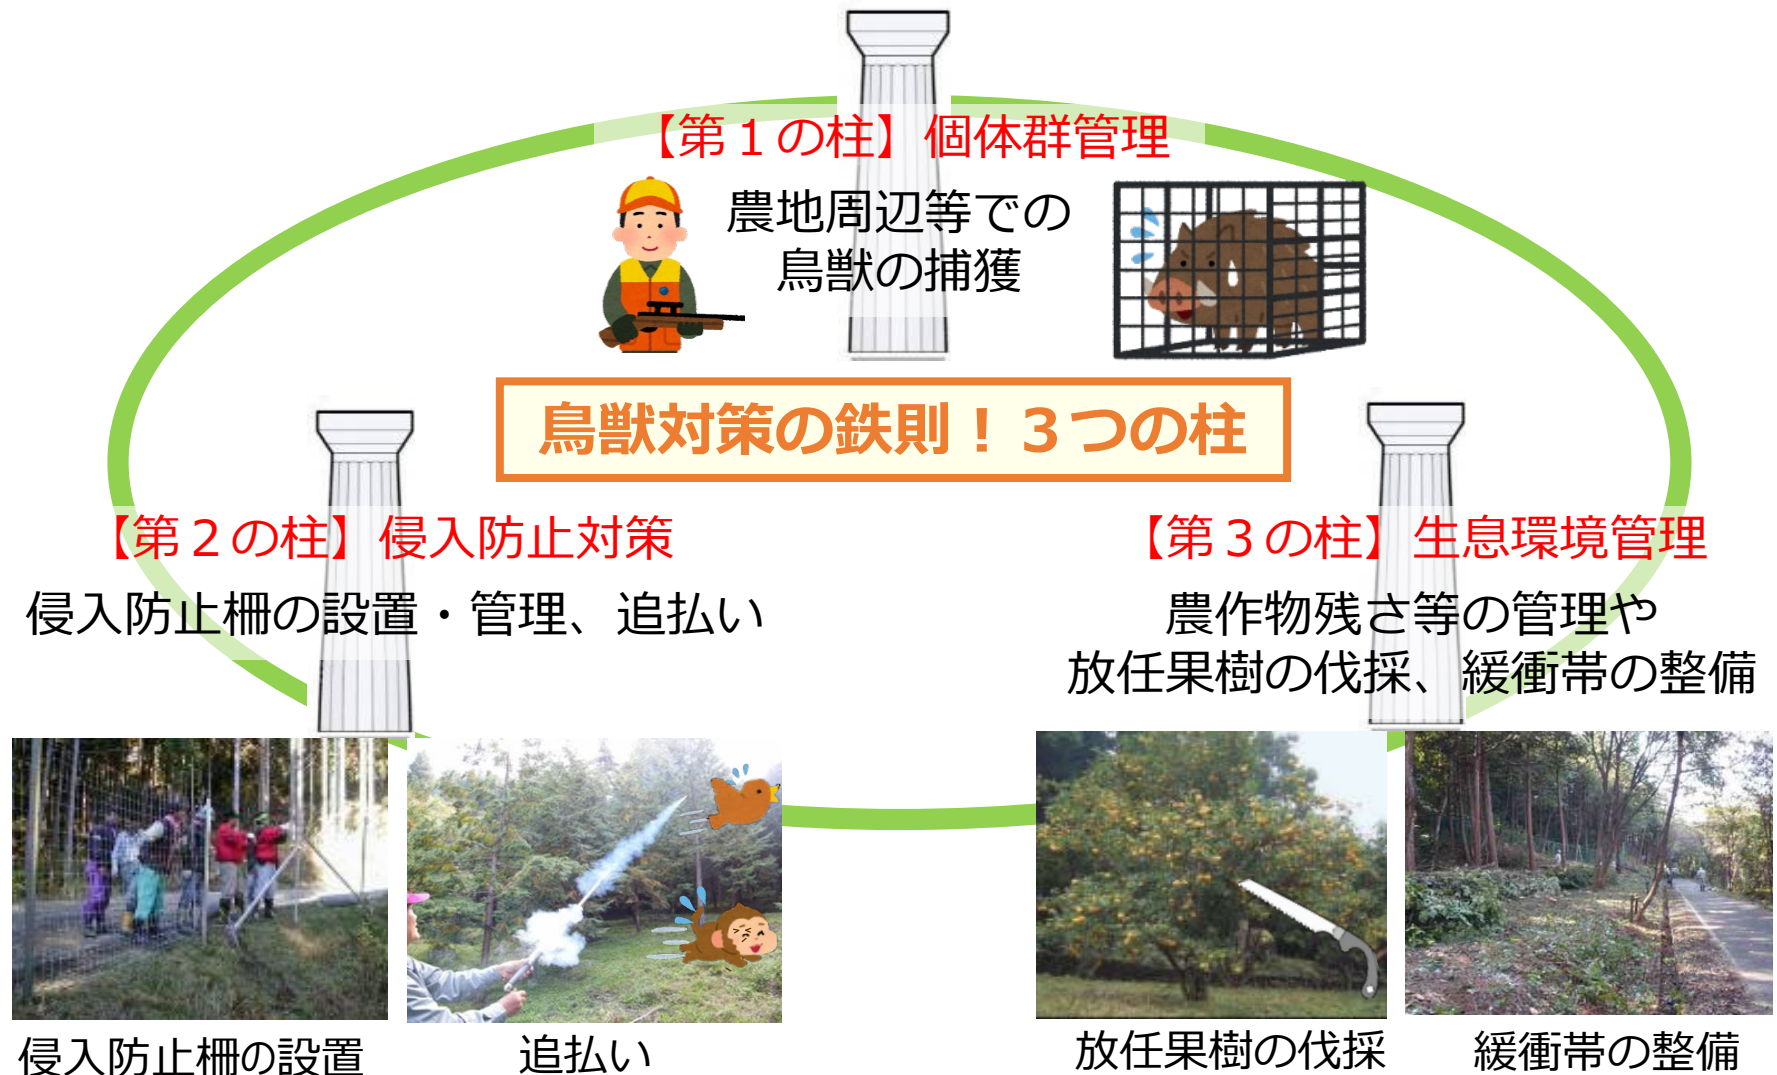 【第１の柱】個体群管理
農地周辺等での
鳥獣の捕獲
鳥獣対策の鉄則！３つの柱
【第２の柱】侵入防止対策
侵入防止柵の設置・管理、追払い
【第３の柱】生息環境管理
農作物残さ等の管理や
放任果樹の伐採、緩衝帯の整備
侵入防止柵の設置
追払い
放任果樹の伐採
緩衝帯の整備